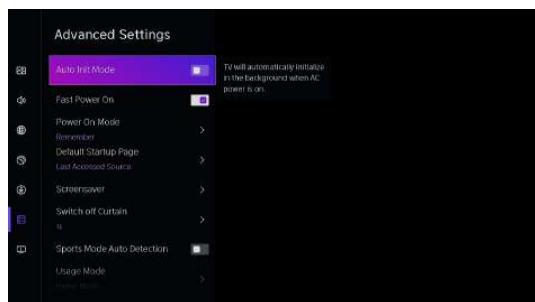 Advanced Settings
Auto Init Mode
TV will automatically initialize
in the background when AC
power is on.
Fast Power On
Power On Mode
Remember
Default Startup Page
Last Accessed Source
Screensaver
Switch off Curtain
Sports Mode Auto Detection
Usage Mode
Home Mode